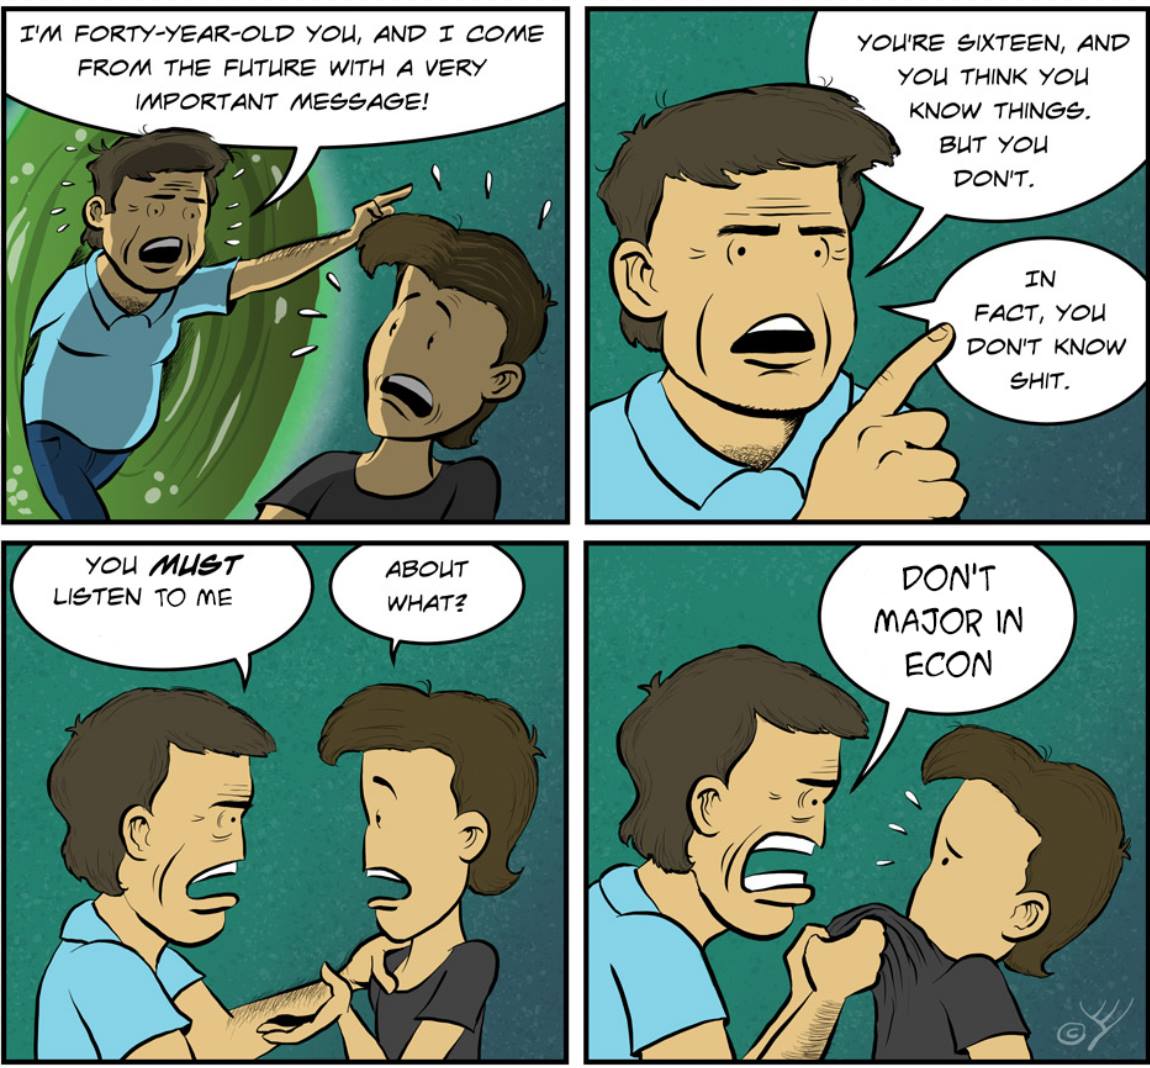 I'M FORTY-YEAR-OLD YOU, AND I COME
FROM THE FUTURE WITH A VERY
IMPORTANT MESSAGE!
YOU'RE SIXTEEN, AND
YOU THINK YOU
KNOW THINGS.
BUT YOU
DON'T.
IN
FACT, YOU
DON'T KNOW
SHIT.
YOU MUST
LISTEN TO ME
ABOUT
WHAT?
DON'T
MAJOR IN
ECON
©